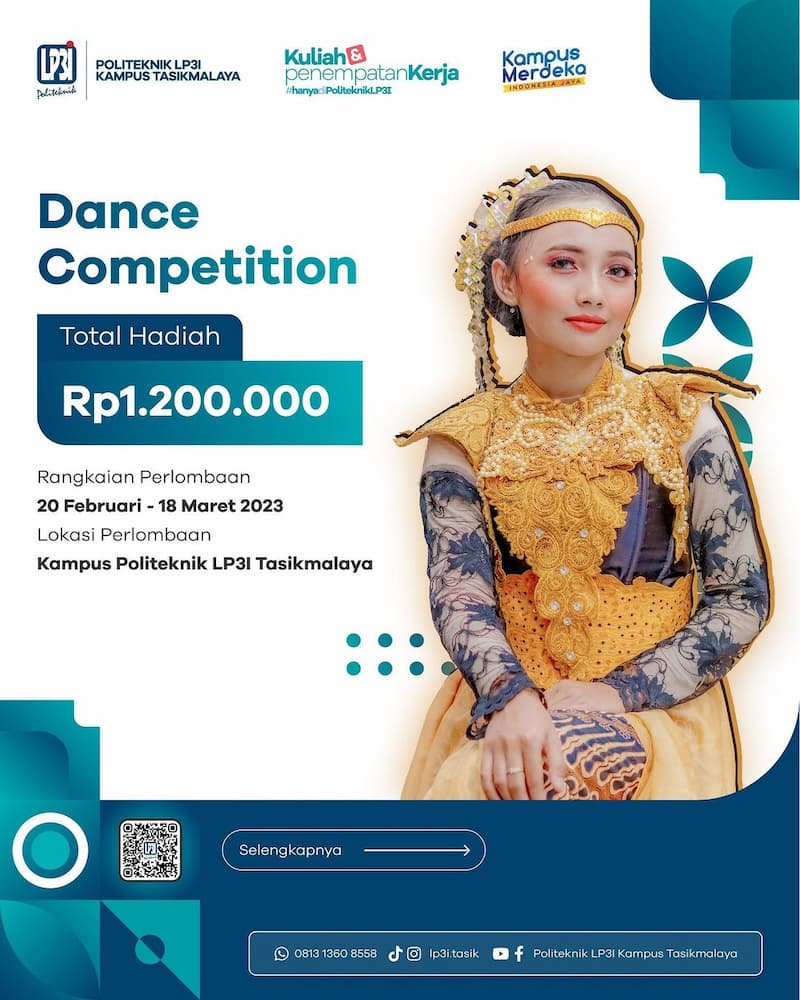 LP3I
Politeknik
POLITEKNIK LP3I
KAMPUS TASIKMALAYA
Kuliah&
penempatanKerja
#hanyadiPoliteknikLP3I
Kampus
Merdeka
INDONESIA JAYA
Dance
Competition
Total Hadiah
Rp1.200.000
Rangkaian Perlombaan
20 Februari - 18 Maret 2023
Lokasi Perlombaan
Kampus Politeknik LP3I Tasikmalaya
Selengkapnya
0813 1360 8558 lp3i.tasik Politeknik LP3I Kampus Tasikmalaya